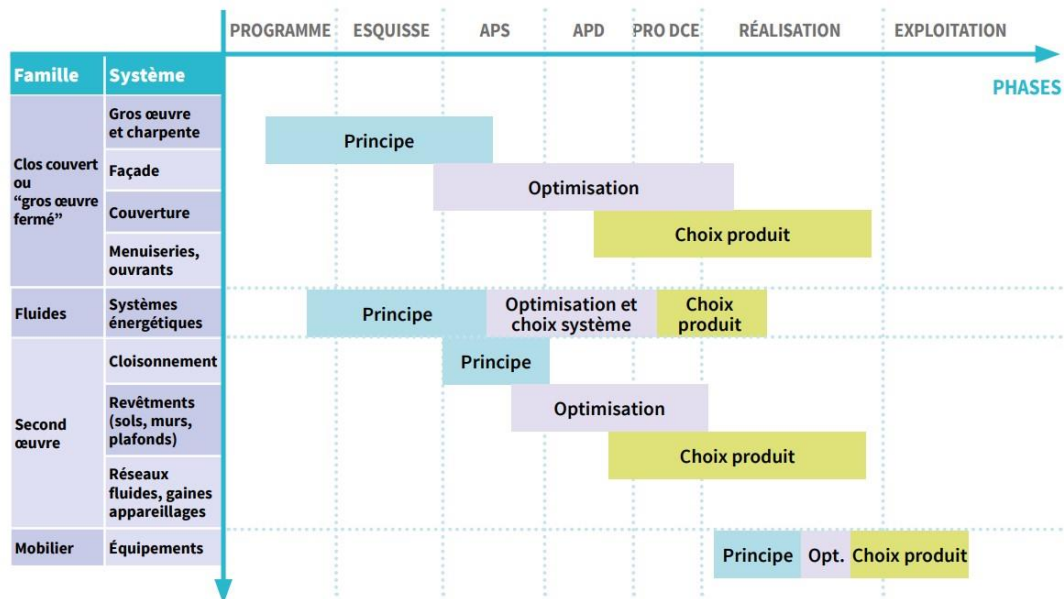 PROGRAMME ESQUISSE APS APD PRO DCE RÉALISATION EXPLOITATION
PHASES
Famille Système
Clos couvert
ou
“gros œuvre
fermé”
Gros œuvre
et charpente
Façade
Couverture
Menuiseries,
ouvrants
Principe
Optimisation
Choix produit
Fluides
Systèmes
énergétiques
Principe
Optimisation et
choix système
Choix
produit
Second
œuvre
Cloisonnement
Revêtments
(sols, murs,
plafonds)
Réseaux
fluides, gaines
appareillages
Principe
Optimisation
Choix produit
Mobilier
Équipements
Principe
Opt.
Choix produit